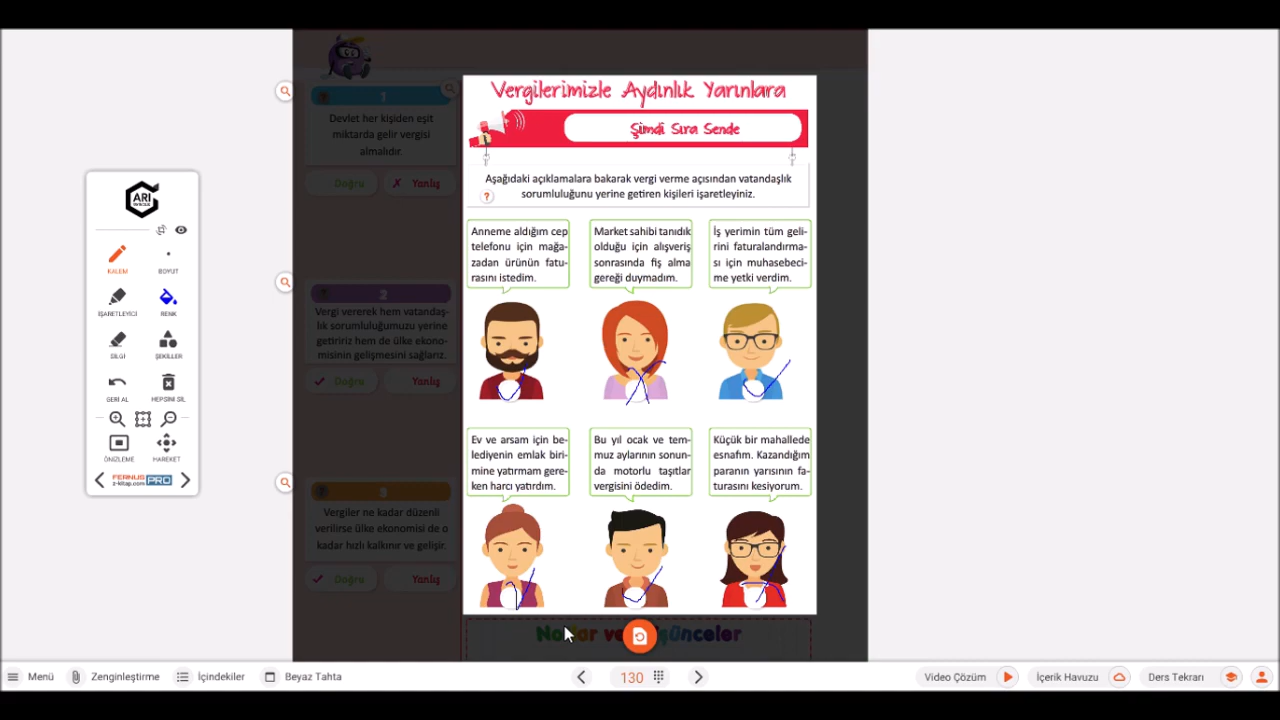 Vergilerimizle Aydınlık Yarınlara
Şimdi Sıra Sende
Aşağıdaki açıklamalara bakarak vergi verme açısından vatandaşlık
sorumluluğunu yerine getiren kişileri işaretleyiniz.
?
Anneme aldığım cep
telefonu için mağa-
zadan ürünün fatu-
rasını istedim.
Market sahibi tanıdık
olduğu için alışveriş
sonrasında fiş alma
gereği duymadım.
İş yerimin tüm geli-
rini faturalandırma-
sı için muhasebeci-
me yetki verdim.
Ev ve arsam için be-
lediyenin emlak biri-
mine yatırmam gere-
ken harcı yatırdım.
Bu yıl ocak ve tem-
muz aylarının sonun-
da motorlu taşıtlar
vergisini ödedim.
Küçük bir mahallede
esnafım. Kazandığım
paranın yarısının fa-
turasını kesiyorum.
1
Devlet her kişiden eşit
miktarda gelir vergisi
almalıdır.
Doğru
Yanlış
2
Vergi vererek hem vatandaş-
lık sorumluluğumuzu yerine
getiririz hem de ülke ekono-
misinin gelişmesini sağlarız.
Doğru
Yanlış
3
Vergiler ne kadar düzenli
verilirse ülke ekonomisi de o
kadar hızlı kalkınır ve gelişir.
Doğru
Yanlış
ARI
KALEM
BOYUT
İŞARETLEYİCİ
RENK
SİLGİ
ŞEKİLLER
GERİ AL
HEPSİNİ SİL
ÖNİZLEME
HAREKET
FERNUS
z-kitap.com
PRO
Menü
Zenginleştirme
İçindekiler
Beyaz Tahta
130
Video Çözüm
İçerik Havuzu
Ders Tekrarı